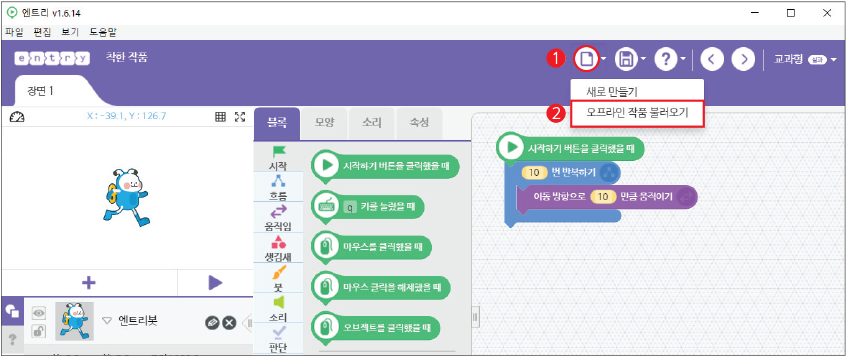 엔트리 v1.6.14
파일 편집 보기 도움말
entry 착한 작품
1
교과형 실과
장면 1
새로 만들기
2 오프라인 작품 불러오기
X : -39.1, Y : 126.7
블록 모양 소리 속성
시작
흐름
움직임
생김새
붓
소리
판단
시작하기 버튼을 클릭했을 때
q 키를 눌렀을 때
마우스를 클릭했을 때
마우스 클릭을 해제했을 때
오브젝트를 클릭했을 때
시작하기 버튼을 클릭했을 때
10 번 반복하기
이동 방향으로 10 만큼 움직이기
엔트리봇